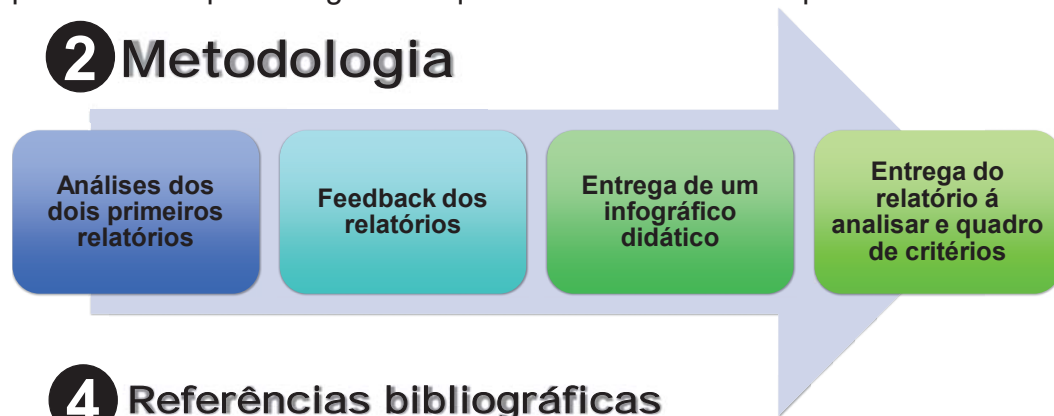 2 Metodologia
Análises dos
dois primeiros
relatórios
Feedback dos
relatórios
Entrega de um
infográfico
didático
Entrega do
relatório á
analisar e quadro
de critérios
4 Referências bibliográficas